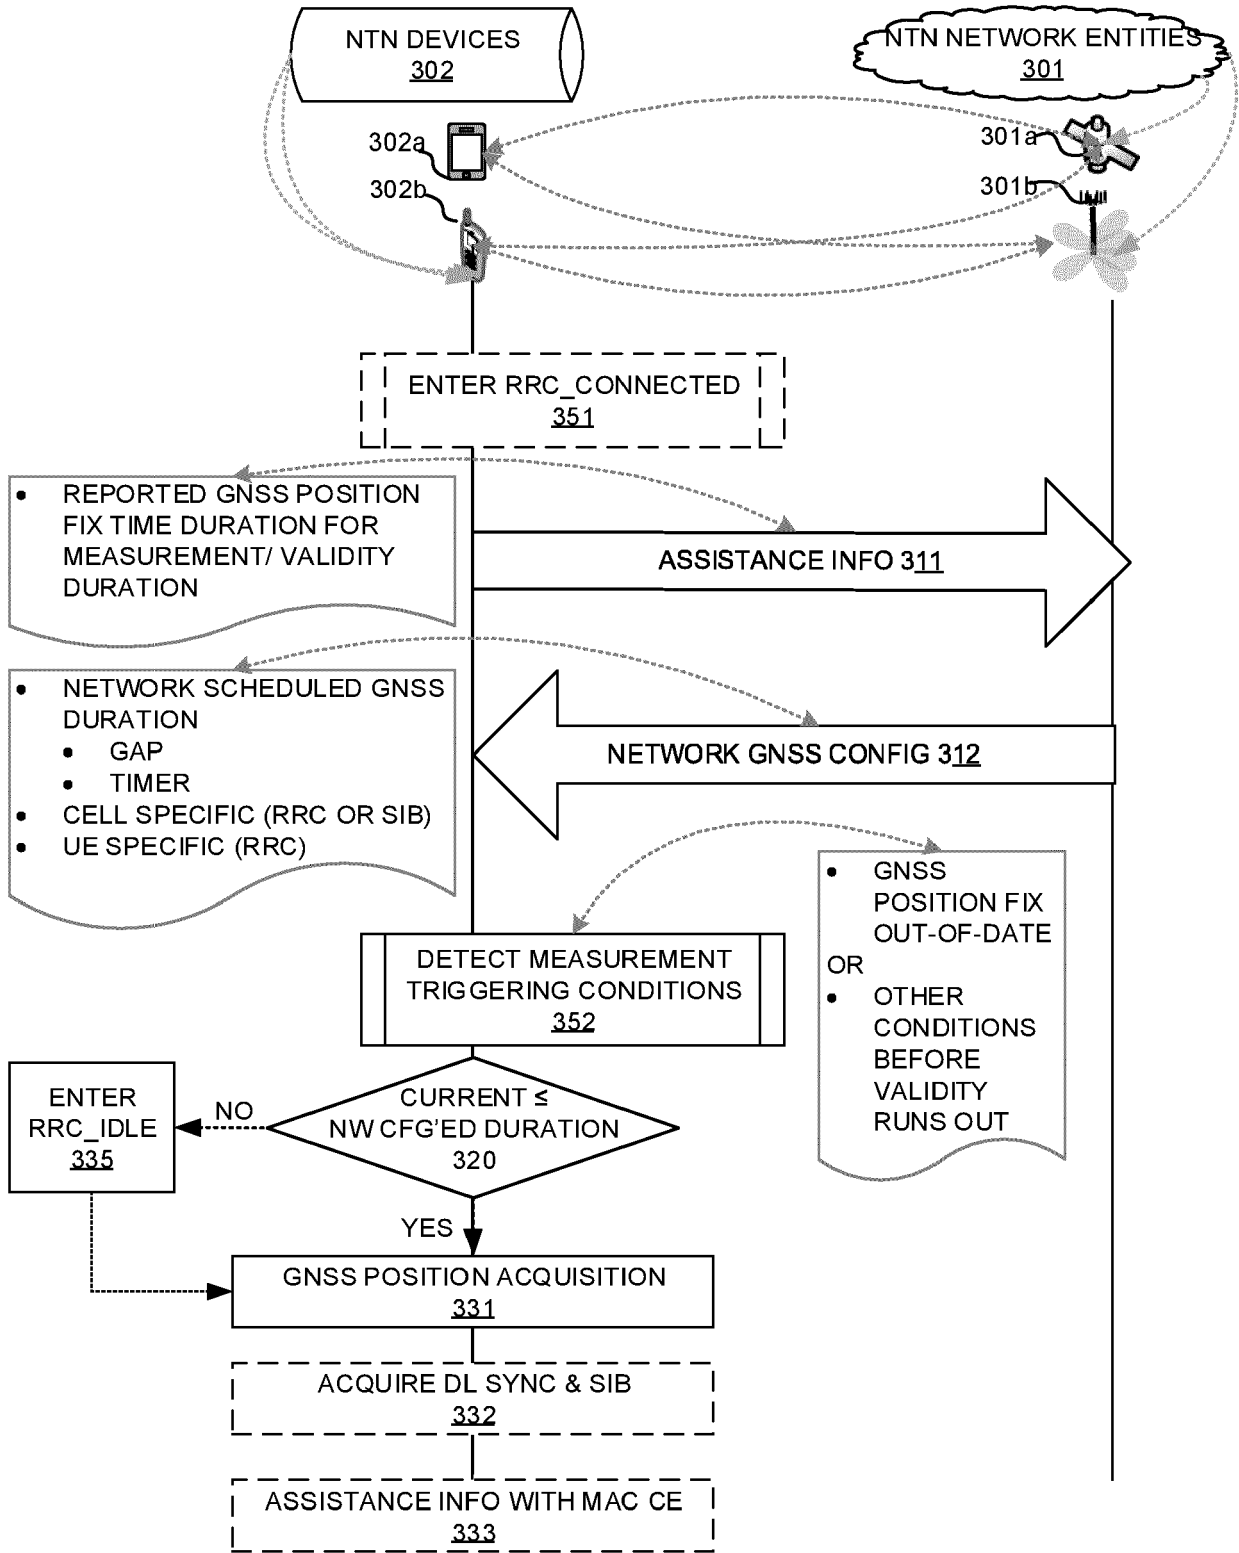 NTN DEVICES
302
NTN NETWORK ENTITIES
301
302a
301a
302b
301b
ENTER RRC_CONNECTED
351
• REPORTED GNSS POSITION
FIX TIME DURATION FOR
MEASUREMENT/ VALIDITY
DURATION
ASSISTANCE INFO 311
• NETWORK SCHEDULED GNSS
DURATION
• GAP
• TIMER
• CELL SPECIFIC (RRC OR SIB)
• UE SPECIFIC (RRC)
NETWORK GNSS CONFIG 312
• GNSS
POSITION FIX
OUT-OF-DATE
OR
• OTHER
CONDITIONS
BEFORE
VALIDITY
RUNS OUT
DETECT MEASUREMENT
TRIGGERING CONDITIONS
352
CURRENT ≤
NW CFG'ED DURATION
320
NO
ENTER
RRC_IDLE
335
YES
GNSS POSITION ACQUISITION
331
ACQUIRE DL SYNC & SIB
332
ASSISTANCE INFO WITH MAC CE
333